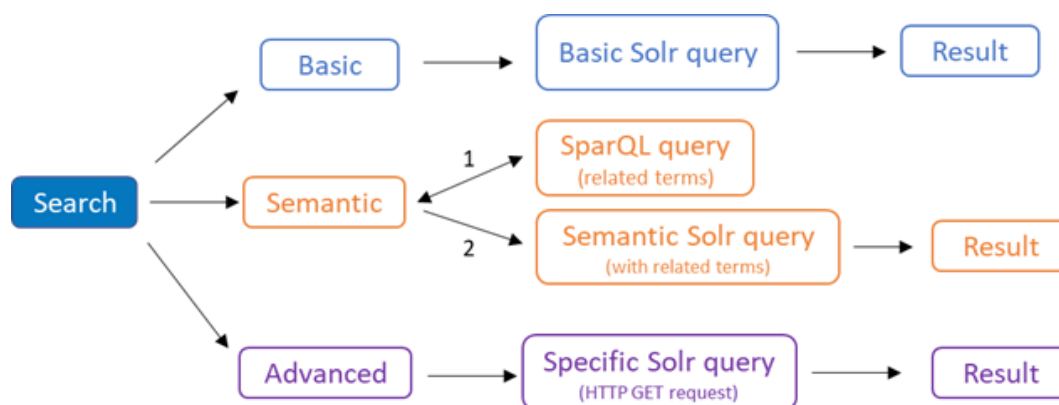 Basic
Basic Solr query
Result
Search
Semantic
1
SparQL query
(related terms)
2
Semantic Solr query
(with related terms)
Result
Advanced
Specific Solr query
(HTTP GET request)
Result